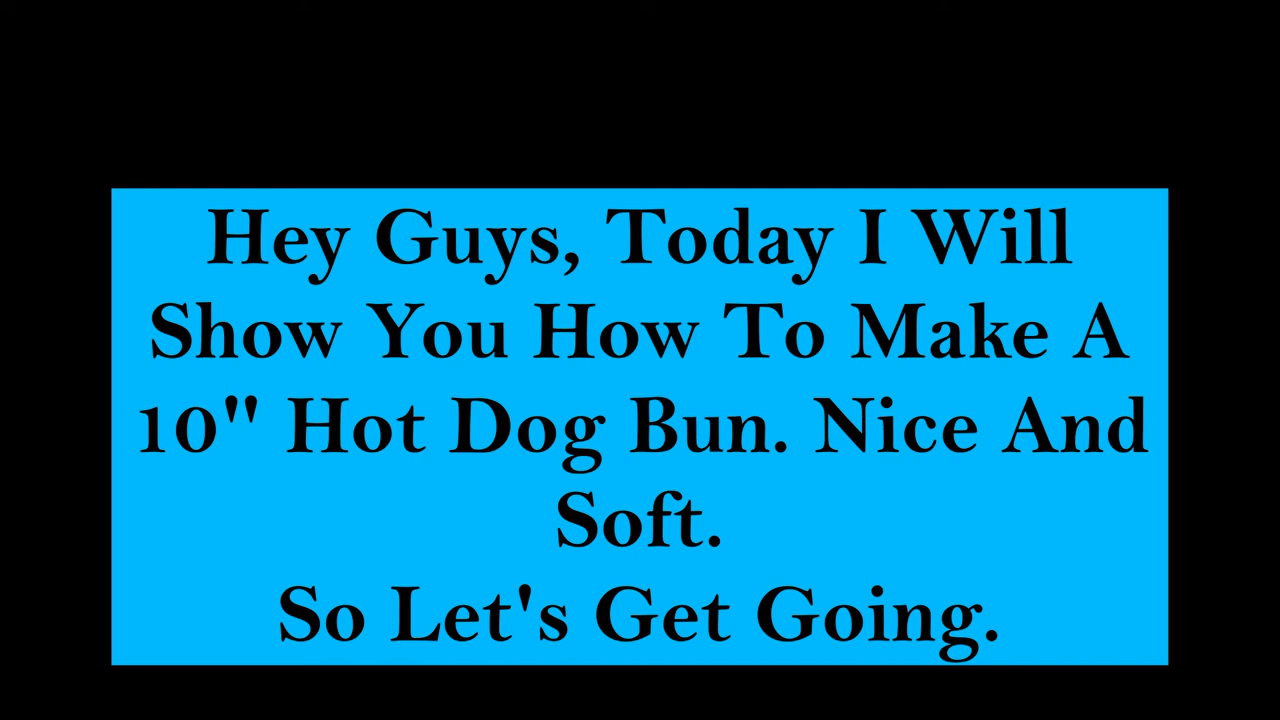 Hey Guys, Today I Will
Show You How To Make A
10" Hot Dog Bun. Nice And
Soft.
So Let's Get Going.